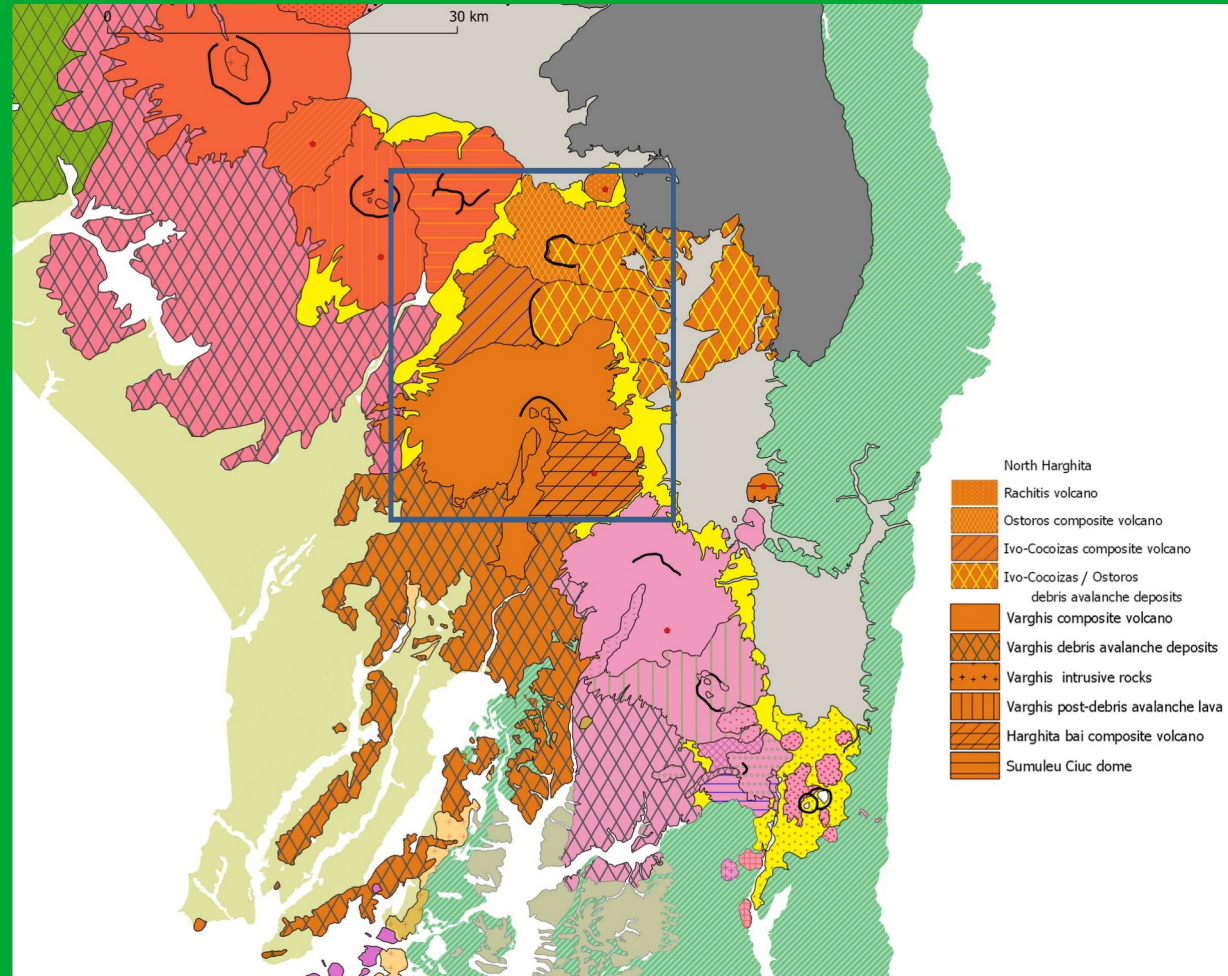 0 30 km
North Harghita
Rachitis volcano
Ostoros composite volcano
Ivo-Cocoizas composite volcano
Ivo-Cocoizas / Ostoros
debris avalanche deposits
Varghis composite volcano
Varghis debris avalanche deposits
Varghis intrusive rocks
Varghis post-debris avalanche lava
Harghita bai composite volcano
Sumuleu Ciuc dome